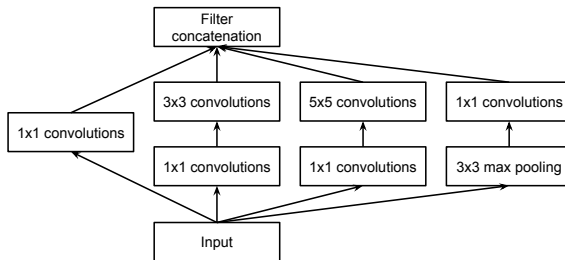 Filter
concatenation
3x3 convolutions
5x5 convolutions
1x1 convolutions
1x1 convolutions
1x1 convolutions
1x1 convolutions
3x3 max pooling
Input